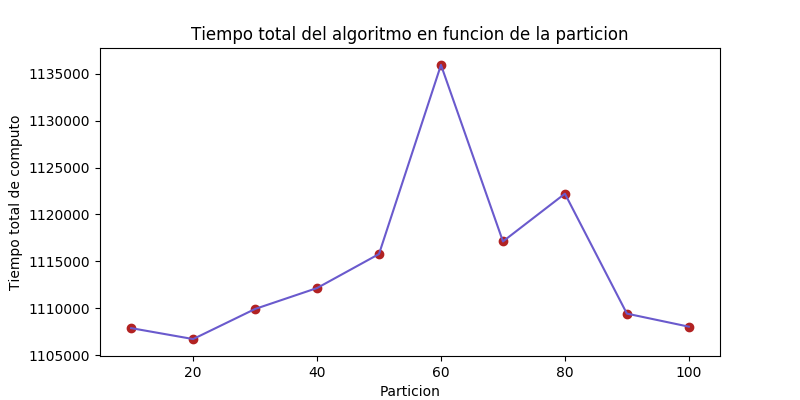 Tiempo total del algoritmo en funcion de la particion
1135000
1130000
1125000
1120000
1115000
1110000
1105000
Tiempo total de computo
20 40 60 80 100
Particion